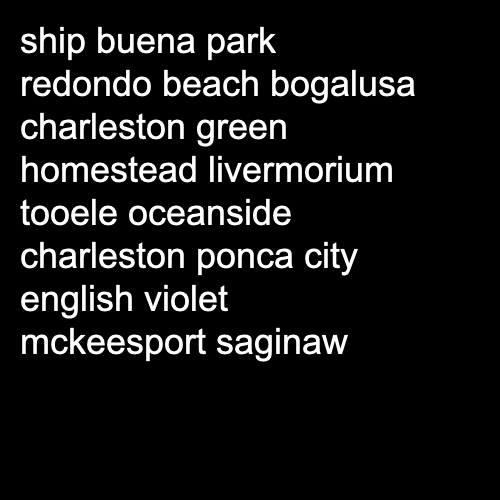 ship buena park
redondo beach bogalusa
charleston green
homestead livermorium
tooele oceanside
charleston ponca city
english violet
mckeesport saginaw